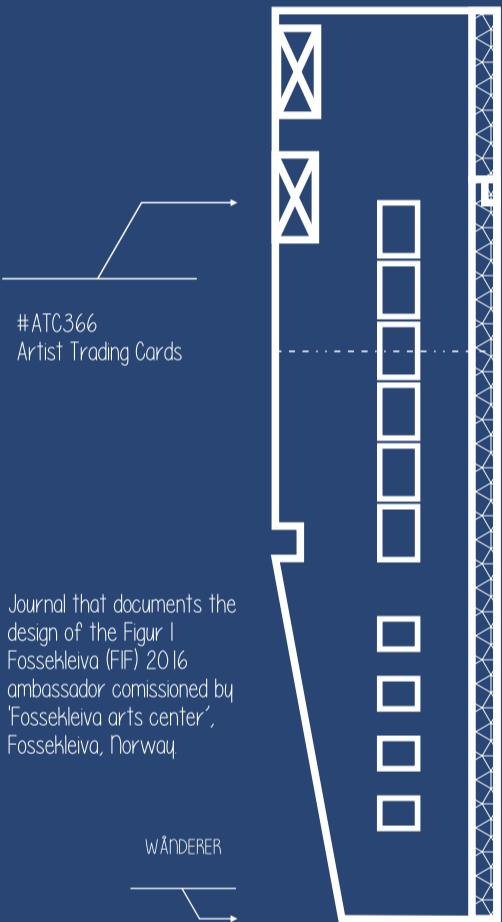 #ATC366
Artist Trading Cards
Journal that documents the
design of the Figur I
Fossekleiva (FIF) 2016
ambassador comissioned by
'Fossekleiva arts center´,
Fossekleiva, Norway.
WÅNDERER